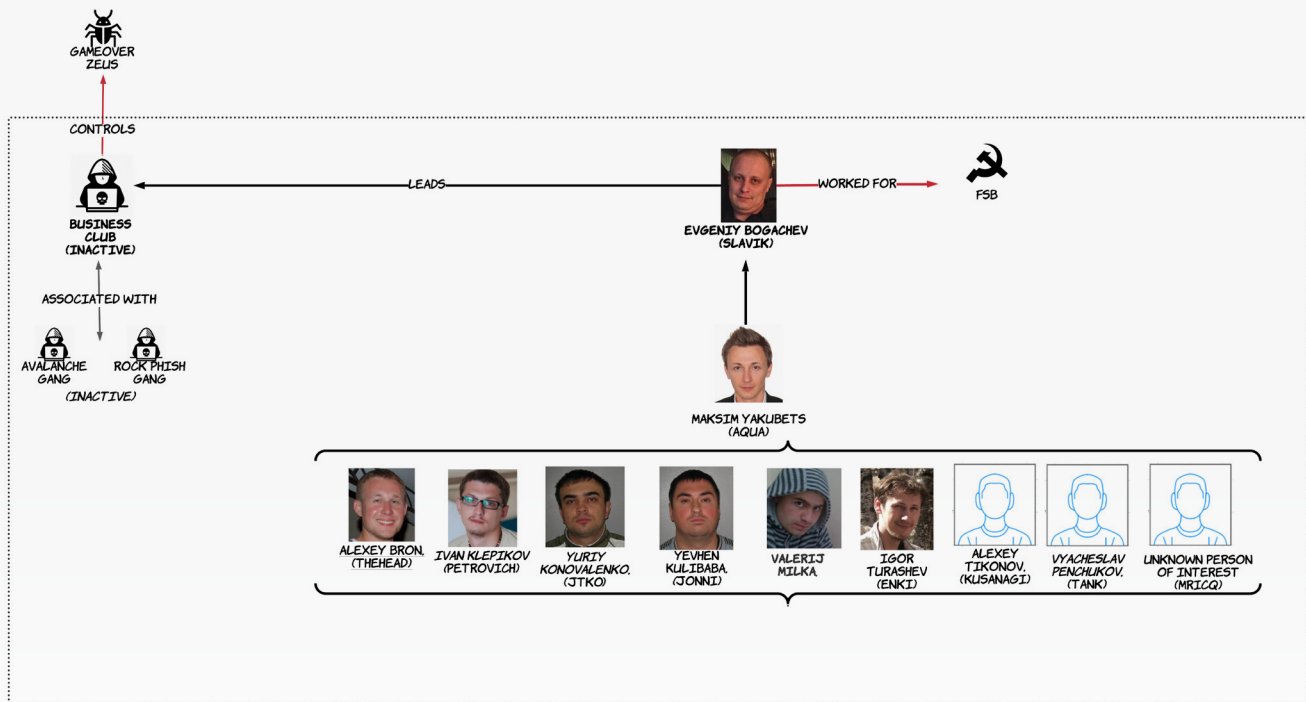 GAMEOVER
ZEUS
CONTROLS
BUSINESS
CLUB
(INACTIVE)
LEADS
EVGENIY BOGACHEV
(SLAVIK)
WORKED FOR
FSB
ASSOCIATED WITH
AVALANCHE
GANG
ROCK PHISH
GANG
(INACTIVE)
MAKSIM YAKUBETS
(AQUA)
ALEXEY BRON,
(THEHEAD)
IVAN KLEPIKOV
(PETROVICH)
YURIY
KONOVALENKO,
(JTKO)
YEVHEN
KULIBABA,
(JONNI)
VALERIJ
MILKA
IGOR
TURASHEV
(ENKI)
ALEXEY
TIKONOV,
(KUSANAGI)
VYACHESLAV
PENCHUKOV,
(TANK)
UNKNOWN PERSON
OF INTEREST
(MRICQ)